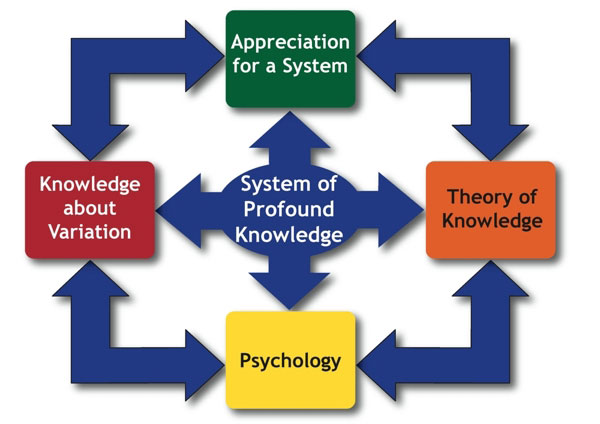 Appreciation
for a System
Knowledge
about
Variation
System of
Profound
Knowledge
Theory of
Knowledge
Psychology